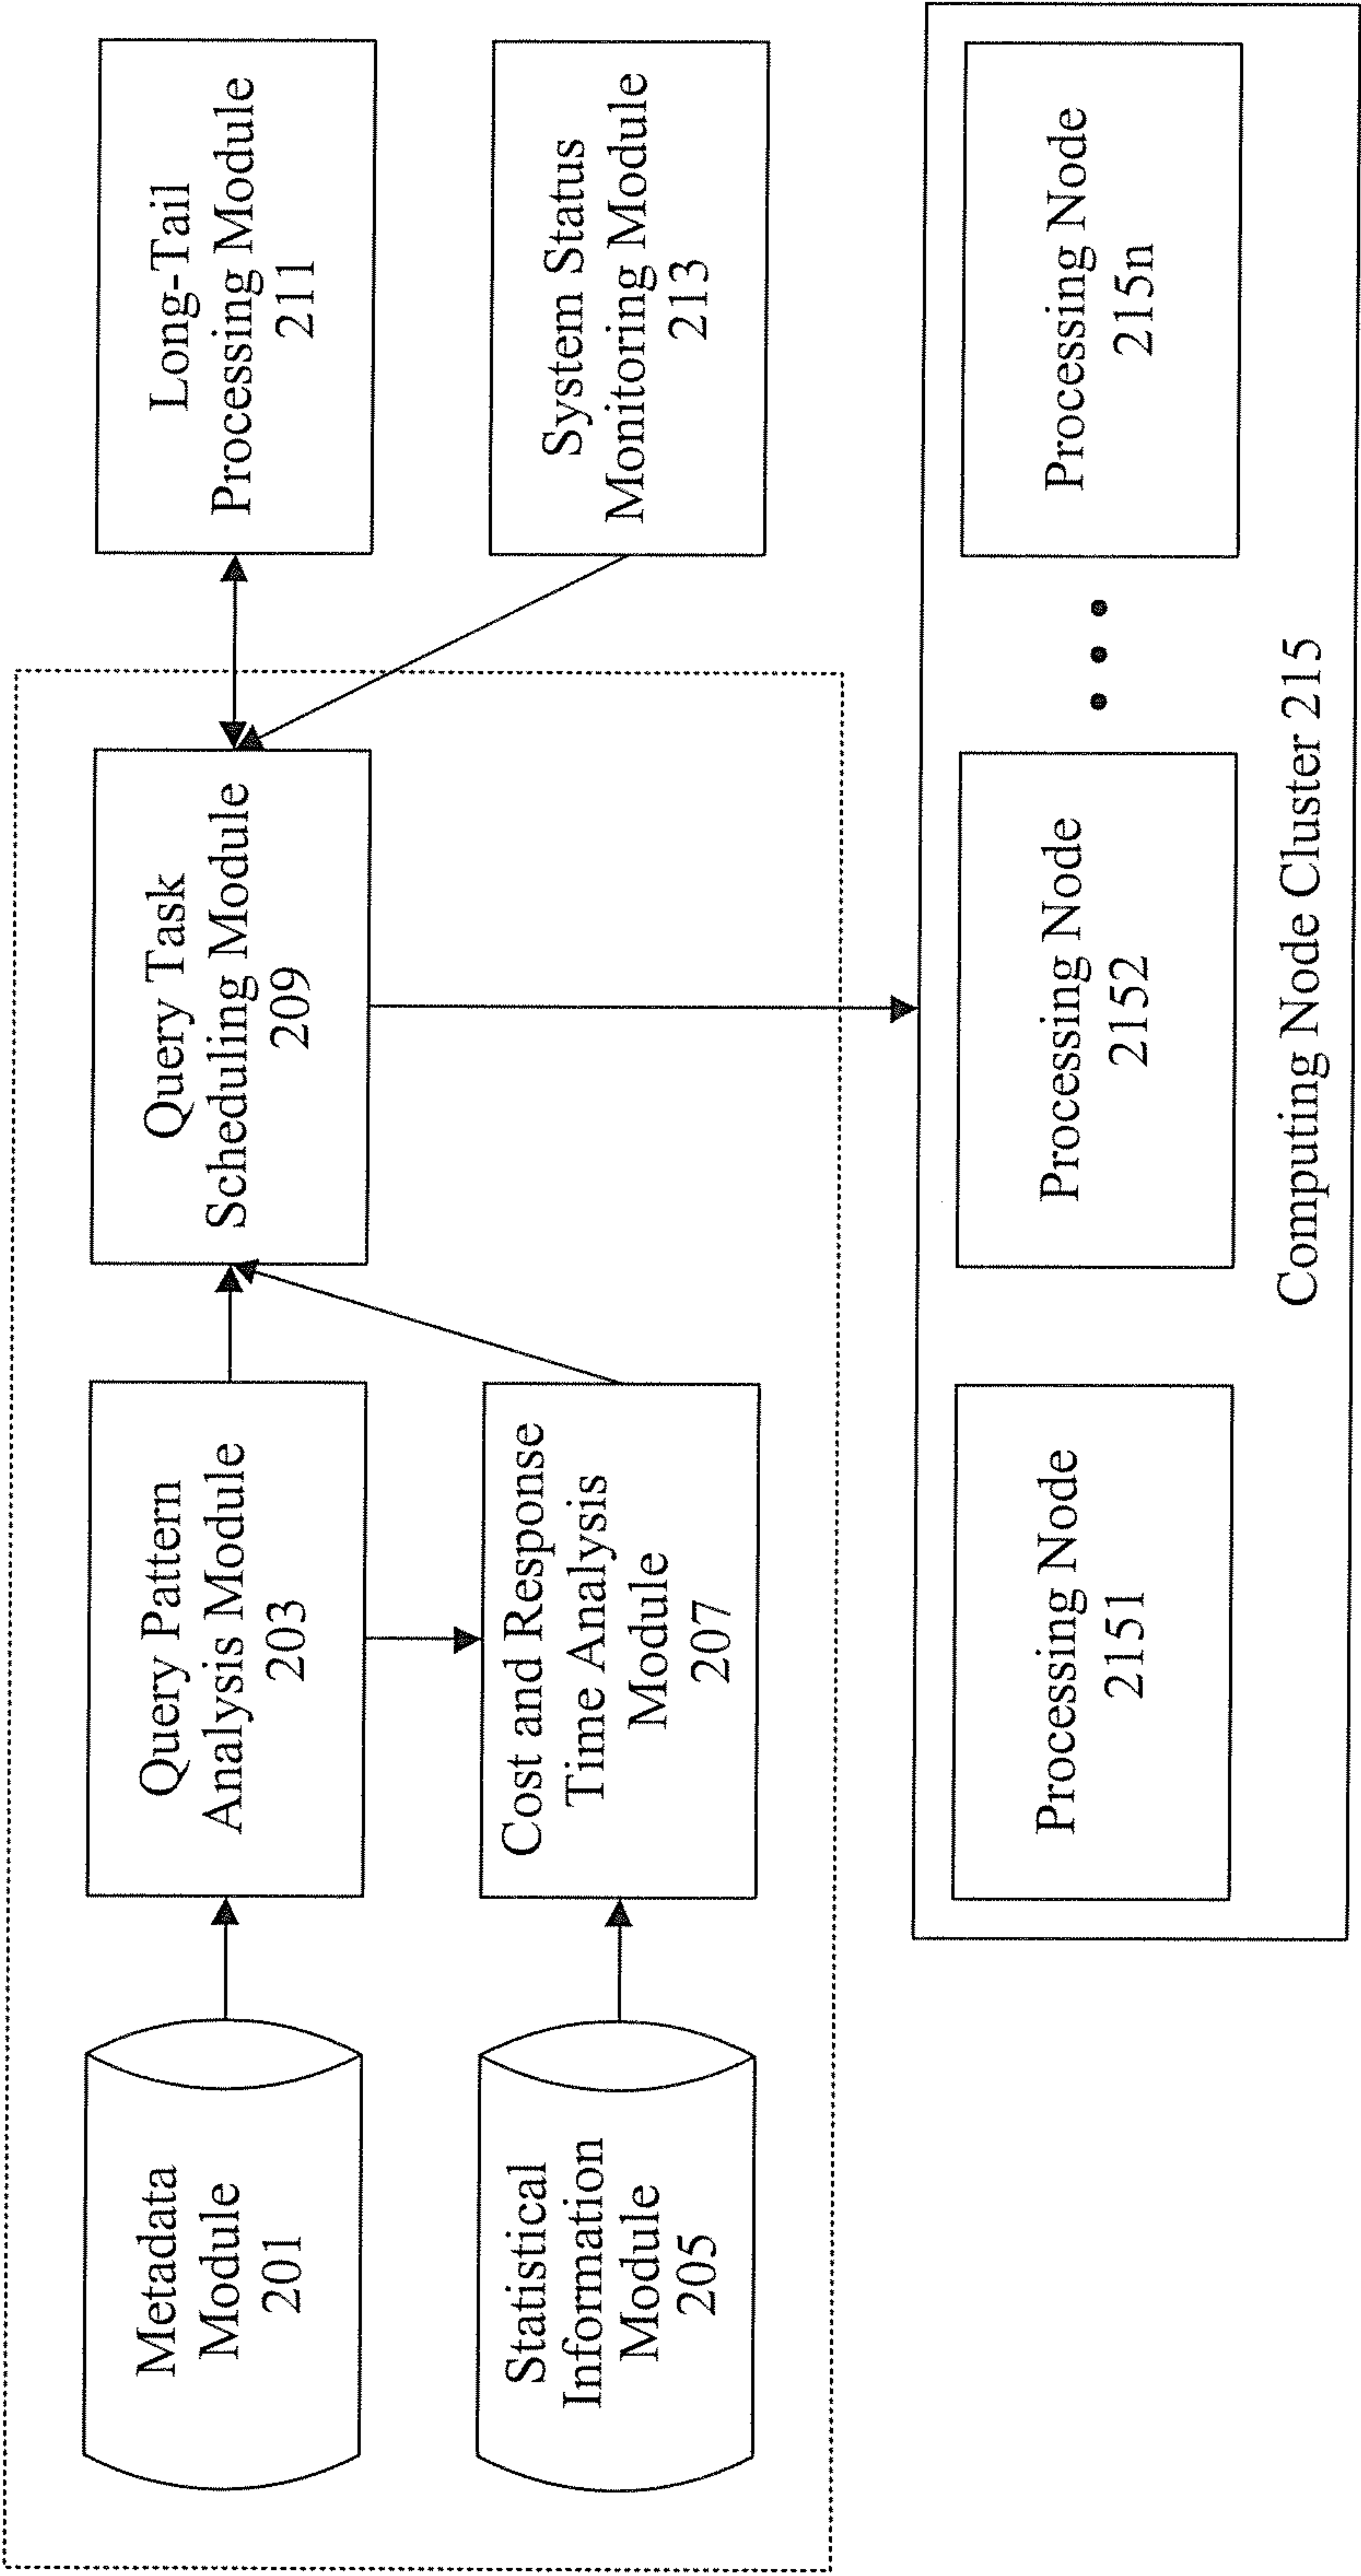 Metadata
Module
201
Query Pattern
Analysis Module
203
Query Task
Scheduling Module
209
Long-Tail
Processing Module
211
Statistical
Information
Module
205
Cost and Response
Time Analysis
Module
207
System Status
Monitoring Module
213
Processing Node
2151
Processing Node
2152
Processing Node
215n
Computing Node Cluster 215